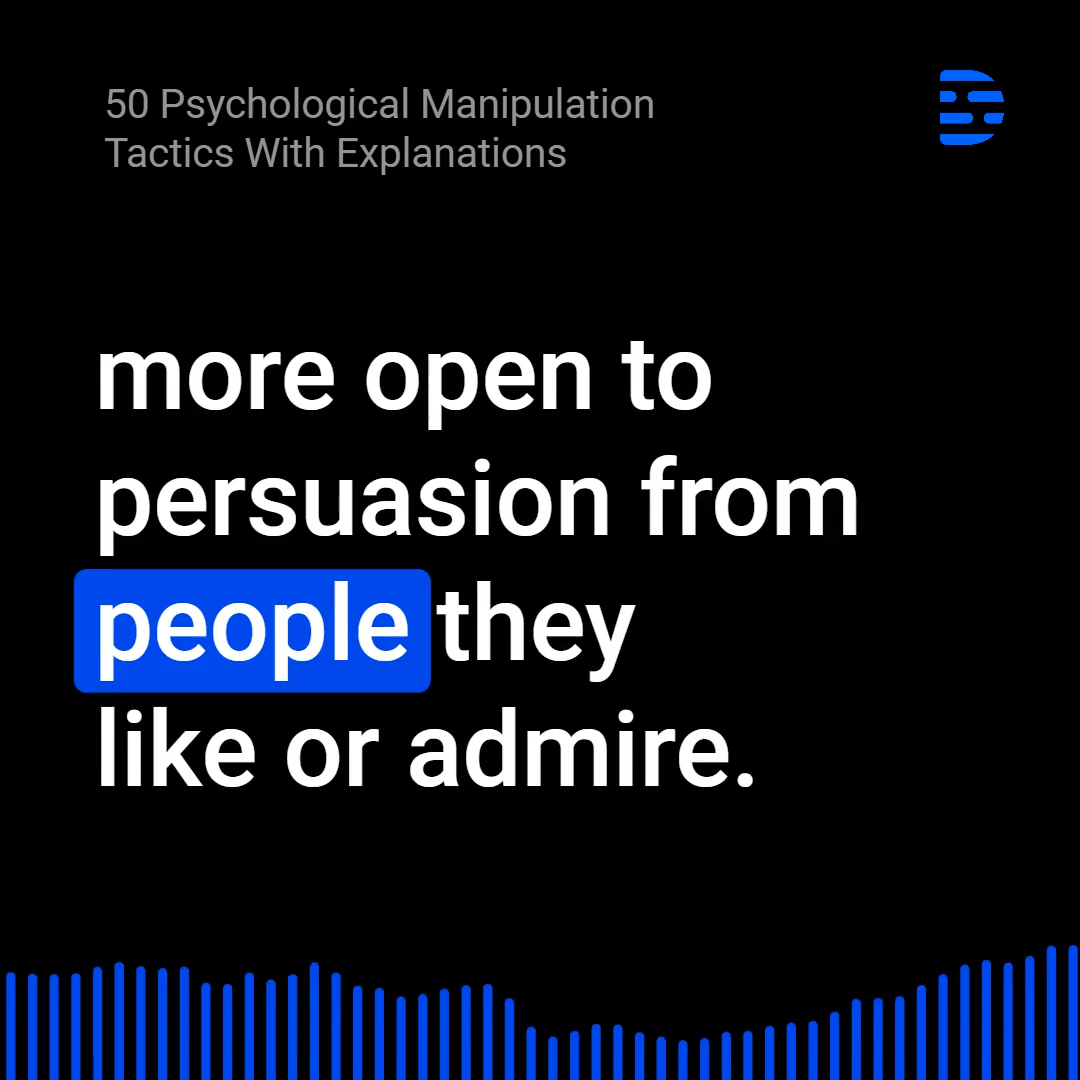 50 Psychological Manipulation
Tactics With Explanations
more open to
persuasion from
people they
like or admire.